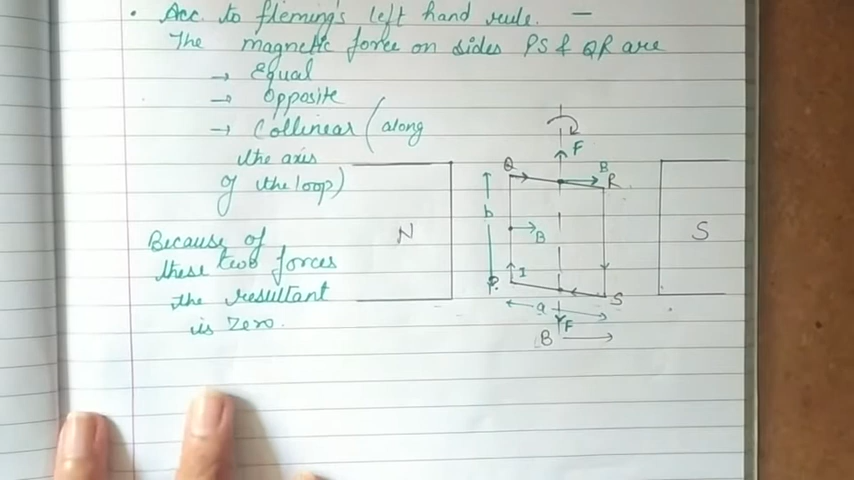 • Acc. to fleming's left hand rule. —
The magnetic force on sides PS & QR are
→ Equal
→ Opposite
→ Collinear (along
the axis
of the loop)
Because of
these two forces
the resultant
is zero.
N
S
F
Q
B
R
b
B
I
P
S
a
F
B